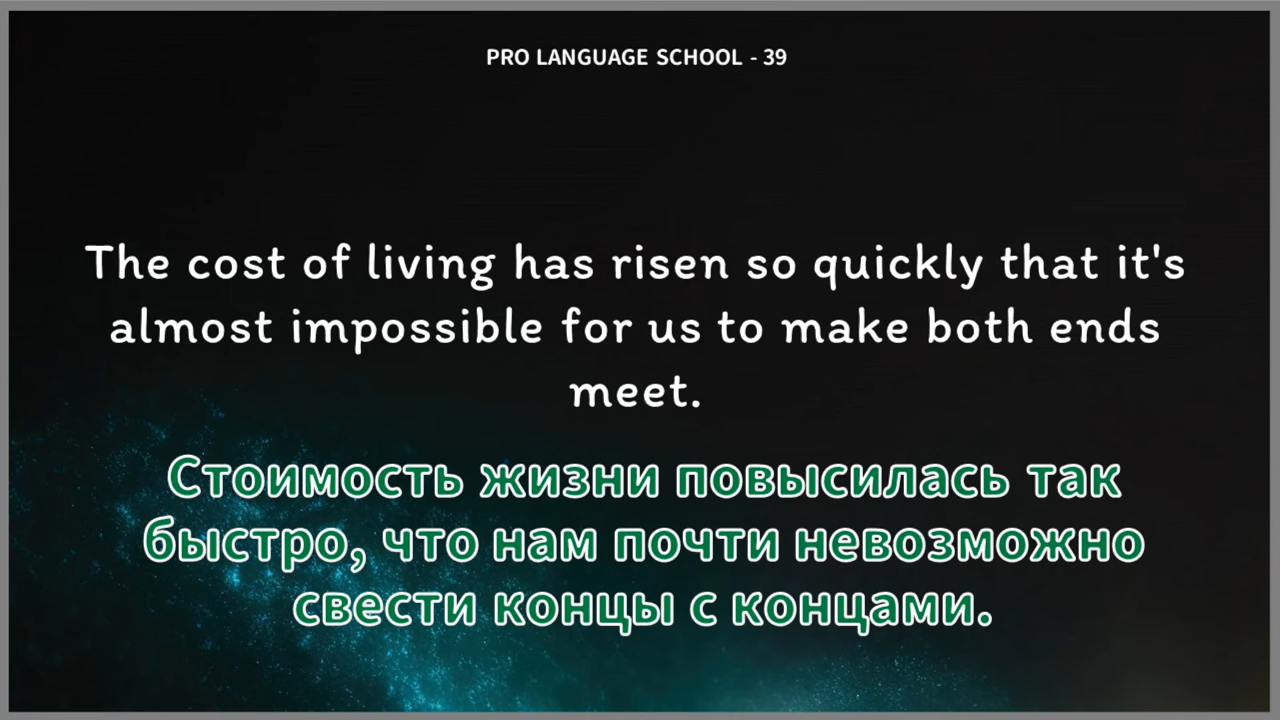 PRO LANGUAGE SCHOOL - 39
The cost of living has risen so quickly that it's
almost impossible for us to make both ends
meet.
Стоимость жизни повысилась так
быстро, что нам почти невозможно
свести концы с концами.